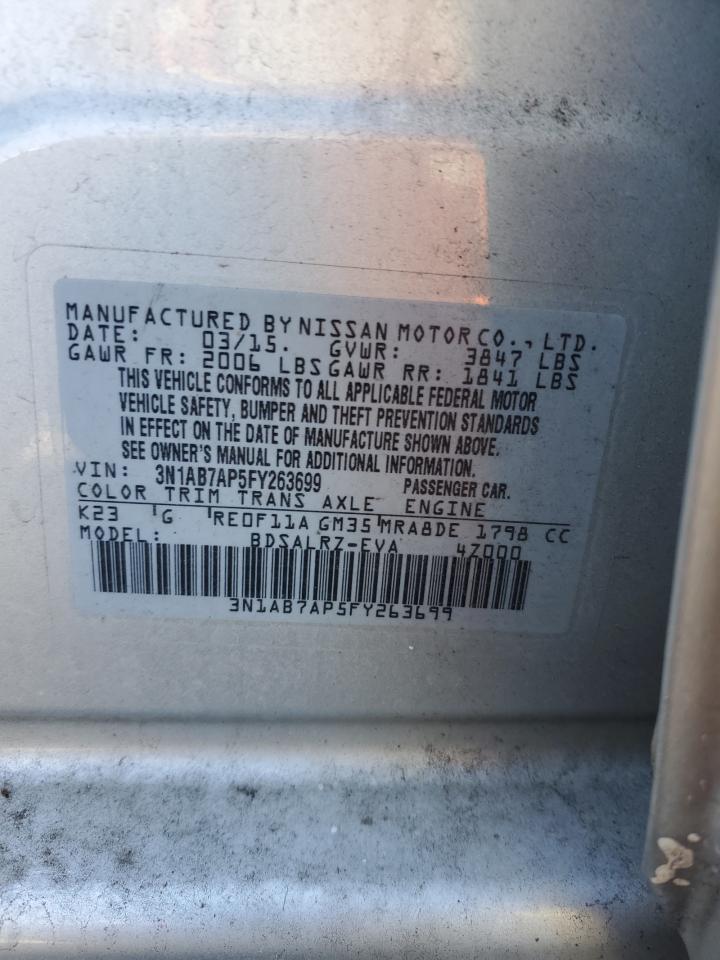 MANUFACTURED BY NISSAN MOTOR CO., LTD.
DATE: 03/15. GVWR: 3847 LBS
GAWR FR: 2006 LBS GAWR RR: 1841 LBS
THIS VEHICLE CONFORMS TO ALL APPLICABLE FEDERAL MOTOR
VEHICLE SAFETY, BUMPER AND THEFT PREVENTION STANDARDS
IN EFFECT ON THE DATE OF MANUFACTURE SHOWN ABOVE.
SEE OWNER'S MANUAL FOR ADDITIONAL INFORMATION.
VIN: 3N1AB7AP5FY263699 PASSENGER CAR.
COLOR TRIM TRANS AXLE ENGINE
K23 G RE0F11A GM35 MRA8DE 1798 CC
MODEL: BDSALRZ-EVA 4Z000
3N1AB7AP5FY263699